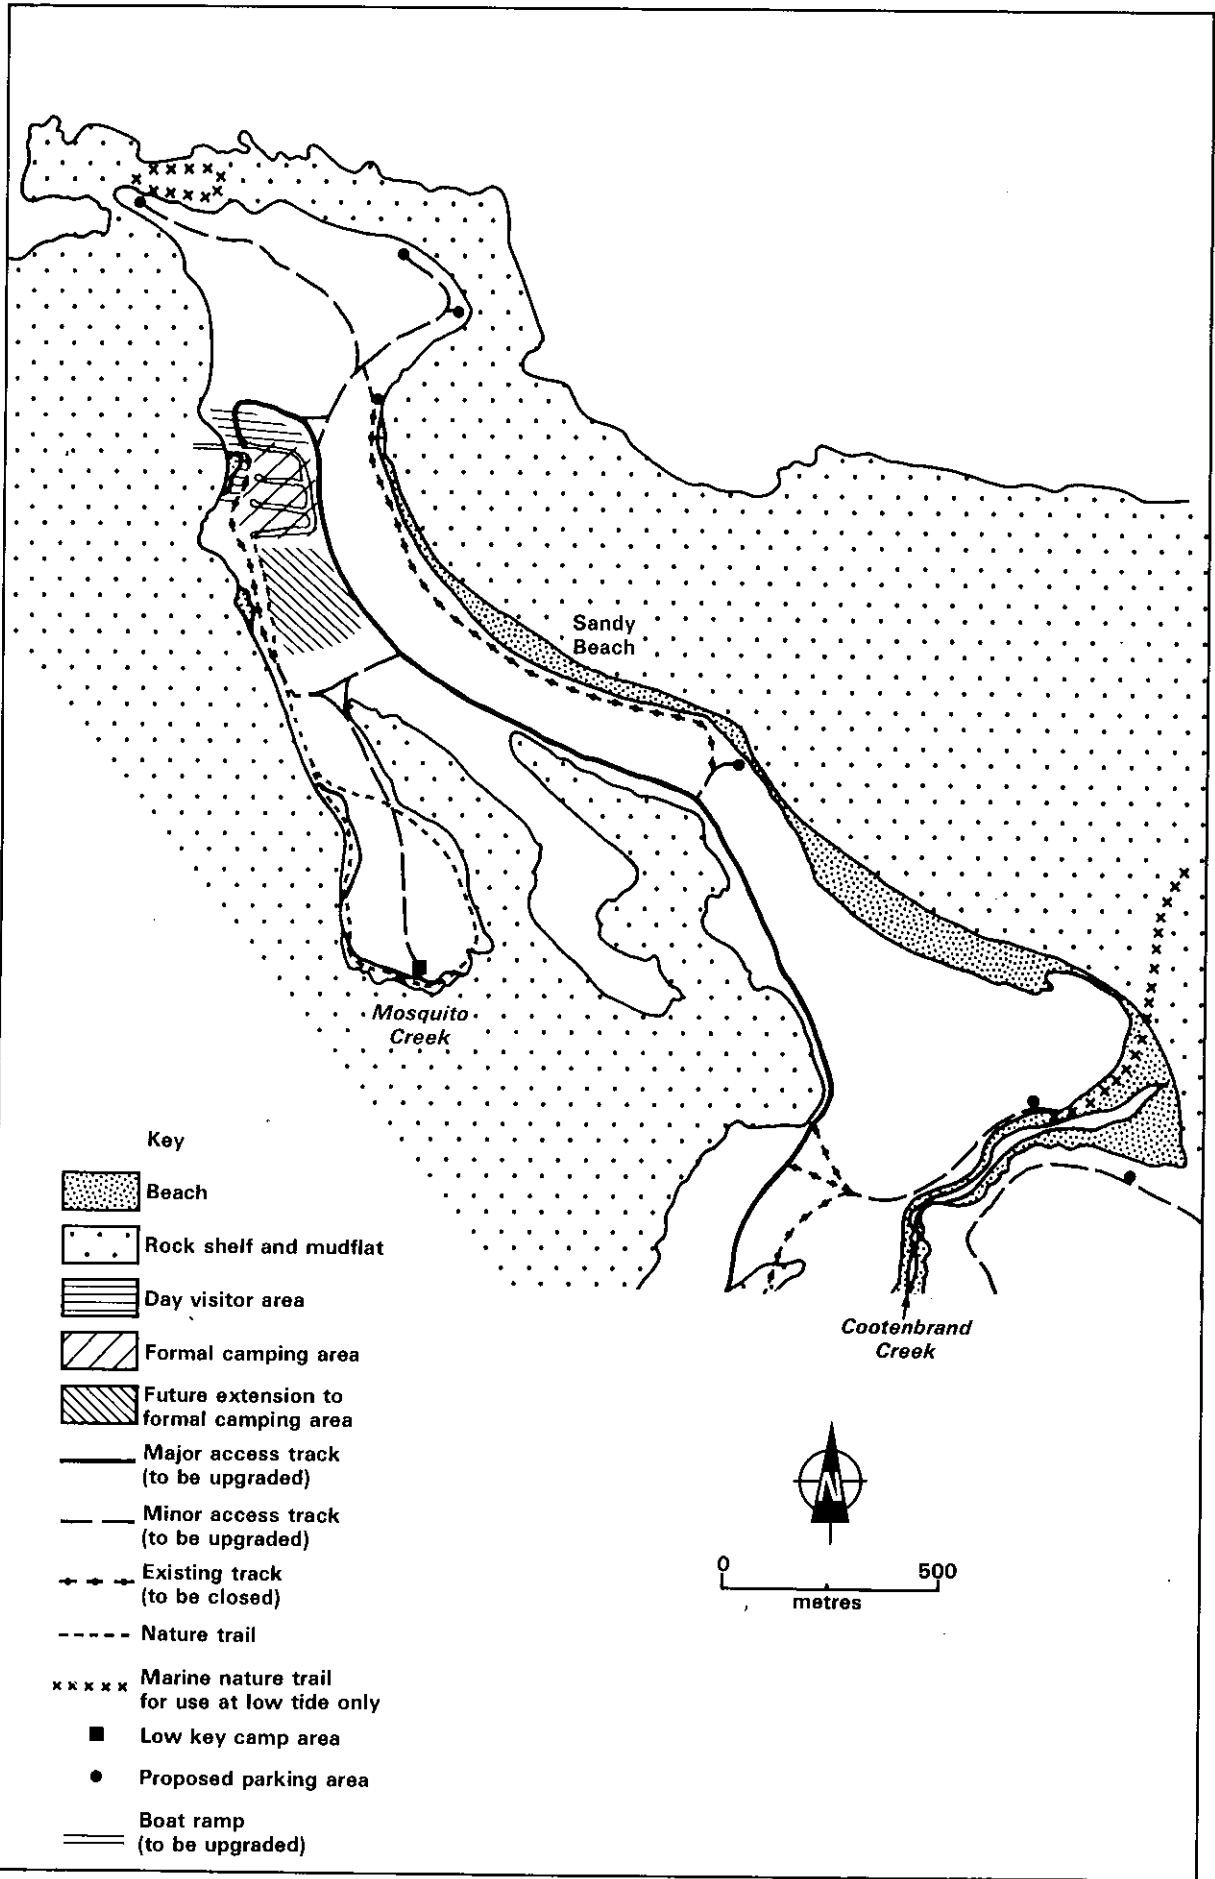 Sandy
Beach
Mosquito
Creek
Cootenbrand
Creek
Key
Beach
Rock shelf and mudflat
Day visitor area
Formal camping area
Future extension to
formal camping area
Major access track
(to be upgraded)
Minor access track
(to be upgraded)
Existing track
(to be closed)
Nature trail
Marine nature trail
for use at low tide only
Low key camp area
Proposed parking area
Boat ramp
(to be upgraded)
N
0 500
metres